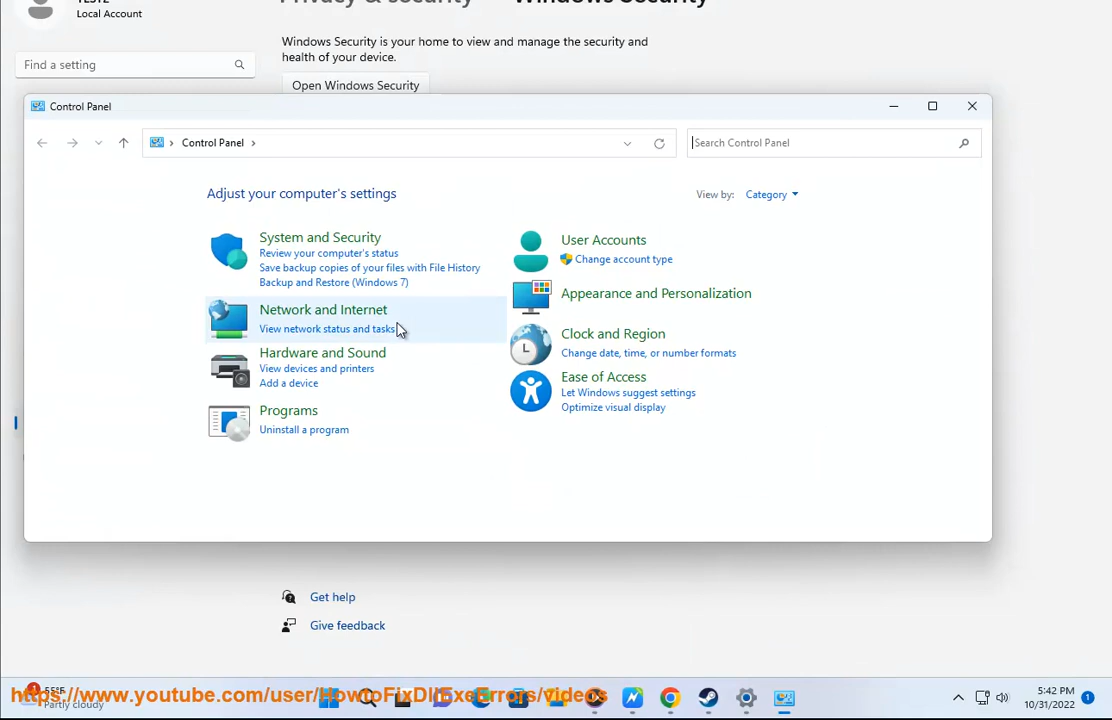 Local Account
Privacy & security
Windows Security
Windows Security is your home to view and manage the security and
health of your device.
Find a setting
Open Windows Security
Control Panel
Control Panel
Search Control Panel
Adjust your computer's settings
View by: Category
System and Security
Review your computer's status
Save backup copies of your files with File History
Backup and Restore (Windows 7)
Network and Internet
View network status and tasks
Hardware and Sound
View devices and printers
Add a device
Programs
Uninstall a program
User Accounts
Change account type
Appearance and Personalization
Clock and Region
Change date, time, or number formats
Ease of Access
Let Windows suggest settings
Optimize visual display
Get help
Give feedback
1
55°F
Partly cloudy
https://www.youtube.com/user/HowtoFixDllExeErrors/videos
5:42 PM
10/31/2022
1